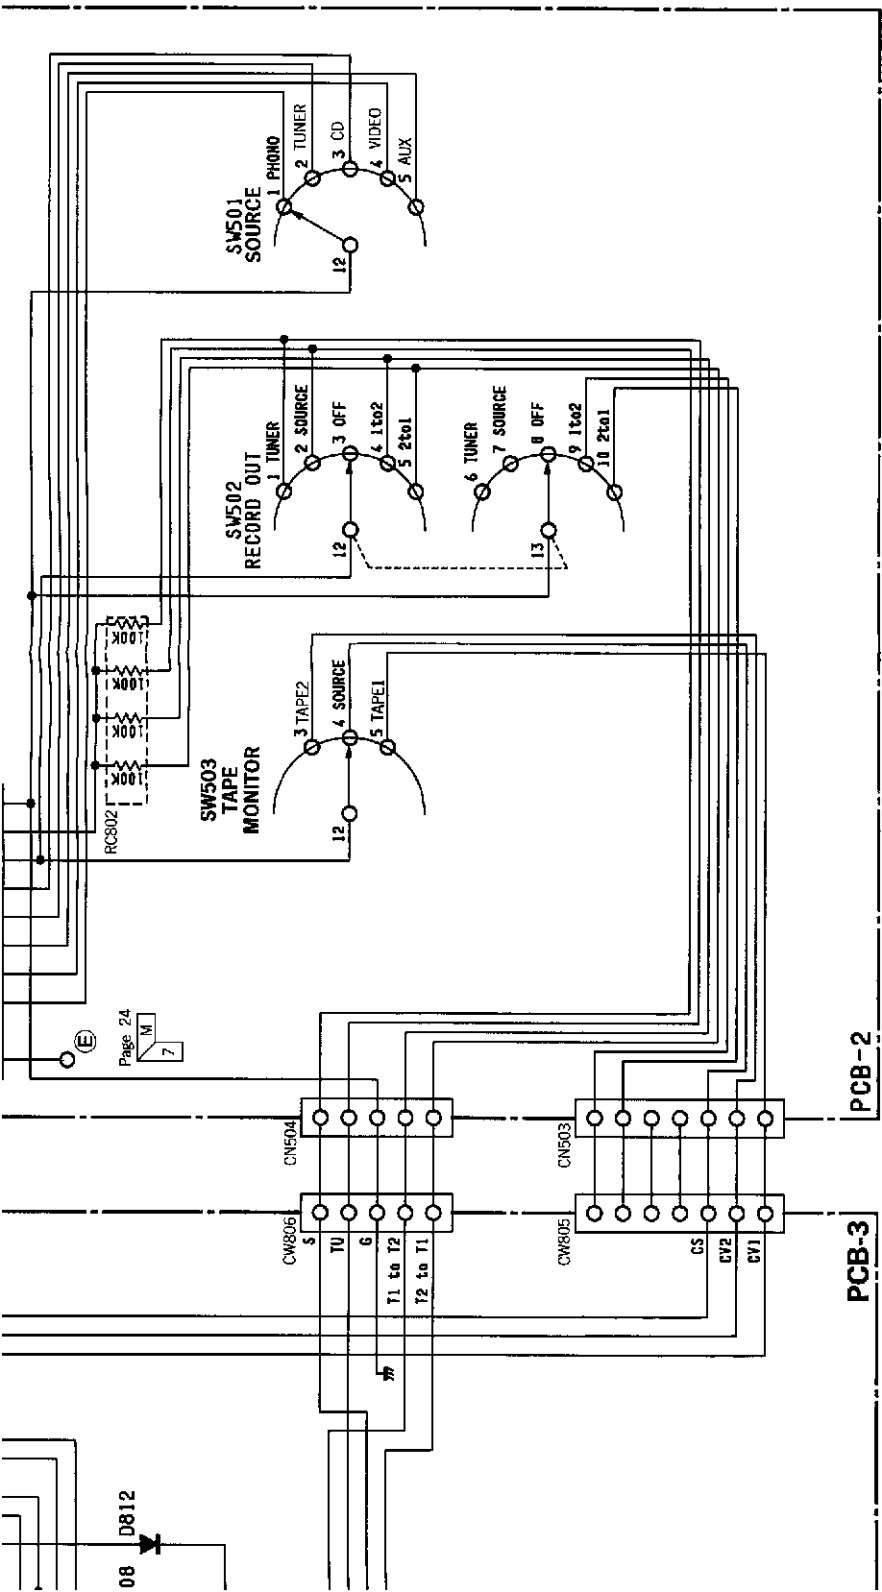 SW501
SOURCE
1 PHONO
2 TUNER
3 CD
4 VIDEO
5 AUX
12
SW502
RECORD OUT
1 TUNER
2 SOURCE
3 OFF
4 1to2
5 2to1
12
6 TUNER
7 SOURCE
8 OFF
9 1to2
10 2to1
13
100K
100K
100K
100K
RC802
SW503
TAPE
MONITOR
3 TAPE2
4 SOURCE
5 TAPE1
12
E
Page 24
M
7
PCB-2
CN504
CN503
CW806
S
TU
G
T1 to T2
T2 to T1
CW805
CS
CV2
CV1
PCB-3
D812
08